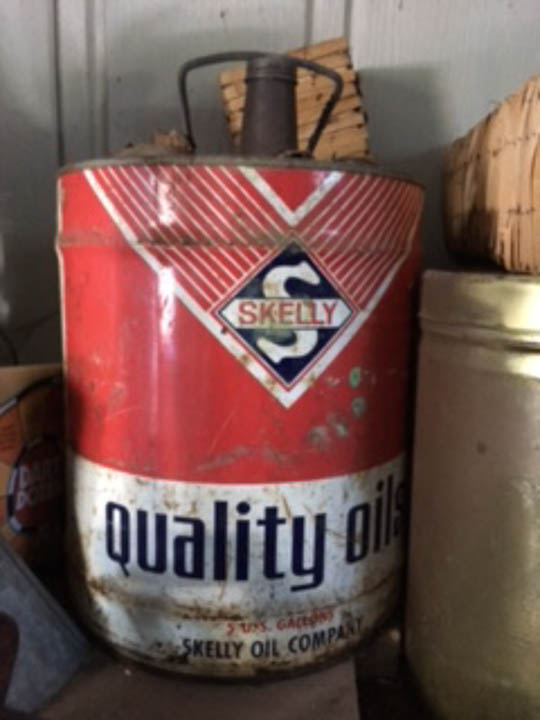 S
SKELLY
quality oils
5 U.S. GALLONS
SKELLY OIL COMPANY